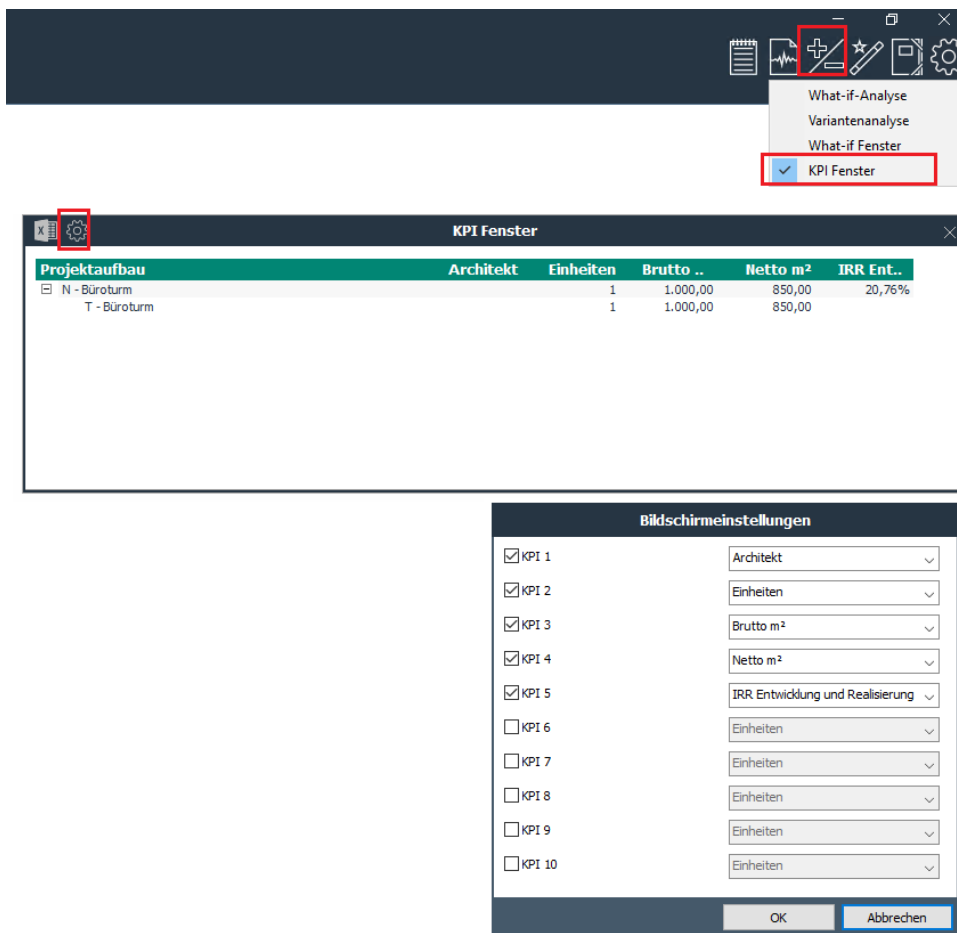 What-if-Analyse
Variantenanalyse
What-if Fenster
KPI Fenster
KPI Fenster
Projektaufbau Architekt Einheiten Brutto .. Netto m² IRR Ent..
N - Büroturm 1 1.000,00 850,00 20,76%
T - Büroturm 1 1.000,00 850,00
Bildschirmeinstellungen
KPI 1 Architekt
KPI 2 Einheiten
KPI 3 Brutto m²
KPI 4 Netto m²
KPI 5 IRR Entwicklung und Realisierung
KPI 6 Einheiten
KPI 7 Einheiten
KPI 8 Einheiten
KPI 9 Einheiten
KPI 10 Einheiten
OK Abbrechen